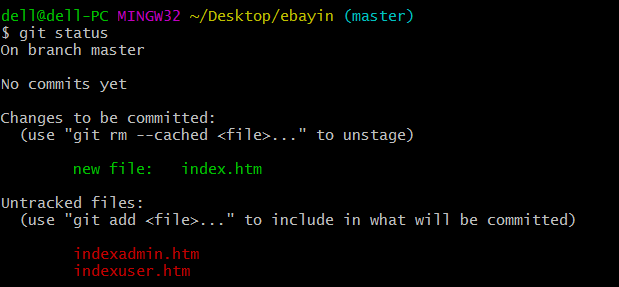 dell@dell-PC MINGW32 ~/Desktop/ebayin (master)
$ git status
On branch master
No commits yet
Changes to be committed:
(use "git rm --cached <file>..." to unstage)
new file: index.htm
Untracked files:
(use "git add <file>..." to include in what will be committed)
indexadmin.htm
indexuser.htm